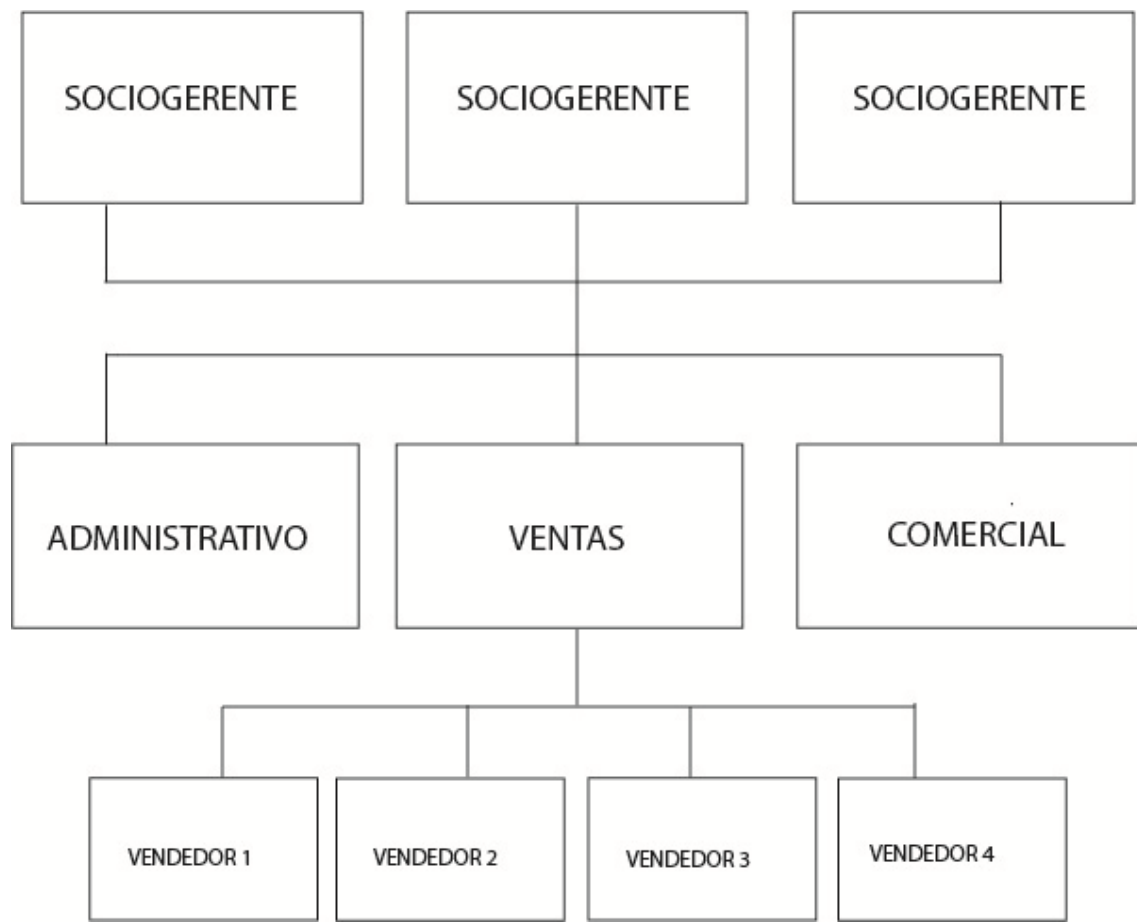 SOCIOGERENTE
SOCIOGERENTE
SOCIOGERENTE
ADMINISTRATIVO
VENTAS
COMERCIAL
VENDEDOR 1
VENDEDOR 2
VENDEDOR 3
VENDEDOR 4